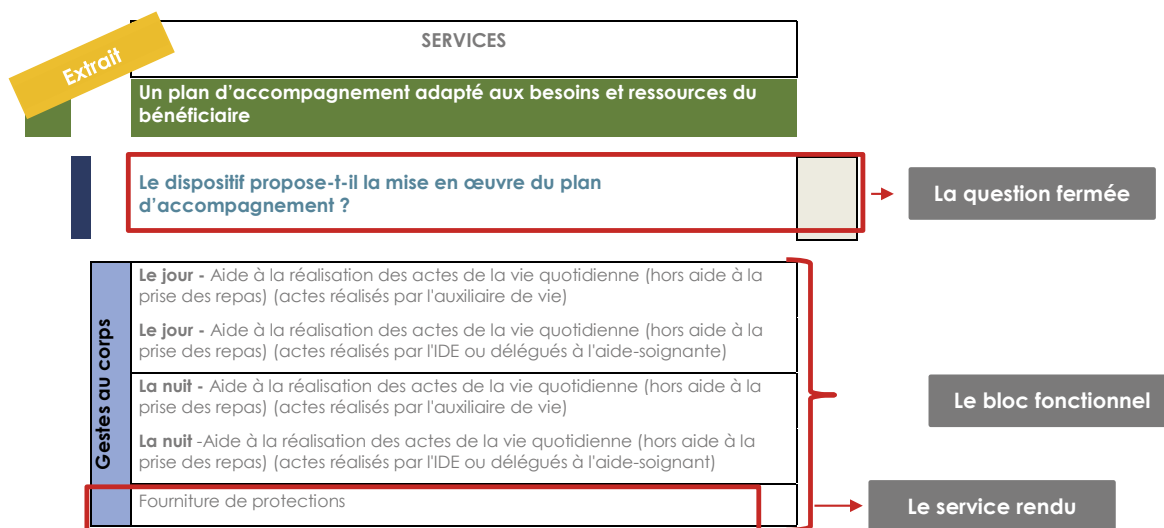 Extrait
SERVICES
Un plan d'accompagnement adapté aux besoins et ressources du
bénéficiaire
Le dispositif propose-t-il la mise en œuvre du plan
d'accompagnement ?
La question fermée
Gestes au corps
Le jour - Aide à la réalisation des actes de la vie quotidienne (hors aide à la
prise des repas) (actes réalisés par l'auxiliaire de vie)
Le jour - Aide à la réalisation des actes de la vie quotidienne (hors aide à la
prise des repas) (actes réalisés par l'IDE ou délégués à l'aide-soignante)
La nuit - Aide à la réalisation des actes de la vie quotidienne (hors aide à la
prise des repas) (actes réalisés par l'auxiliaire de vie)
La nuit -Aide à la réalisation des actes de la vie quotidienne (hors aide à la
prise des repas) (actes réalisés par l'IDE ou délégués à l'aide-soignant)
Le bloc fonctionnel
Fourniture de protections
Le service rendu